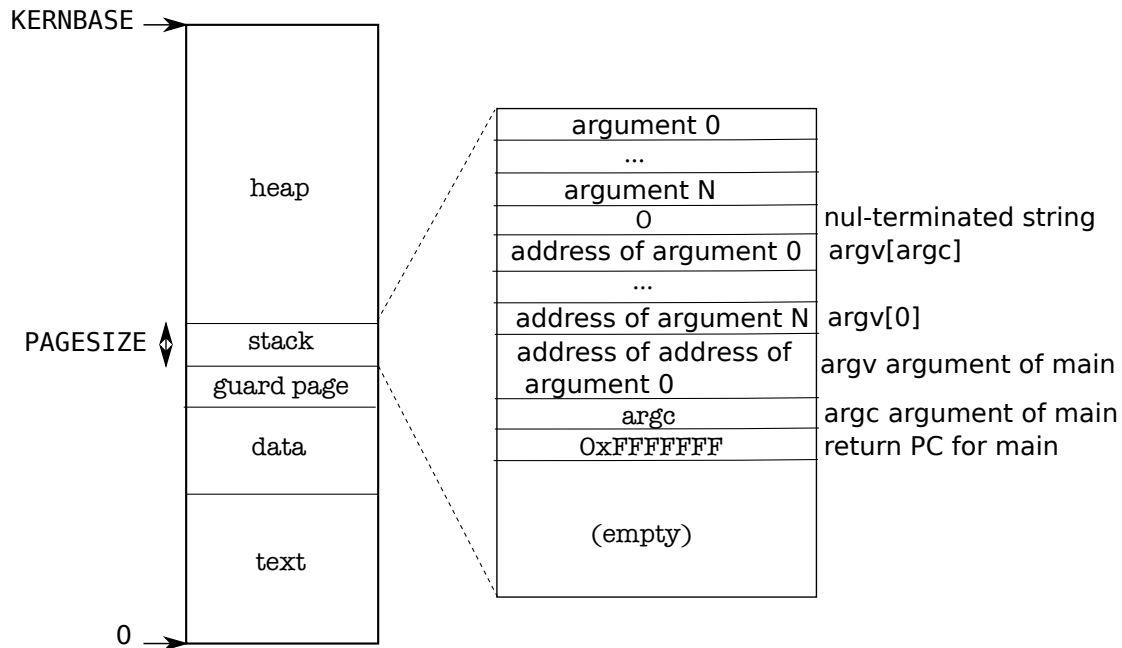 KERNBASE
heap
PAGESIZE
stack
guard page
data
text
0
argument 0
...
argument N
0
nul-terminated string
address of argument 0
argv[argc]
...
address of argument N
argv[0]
address of address of
argument 0
argv argument of main
argc
argc argument of main
0xFFFFFFF
return PC for main
(empty)